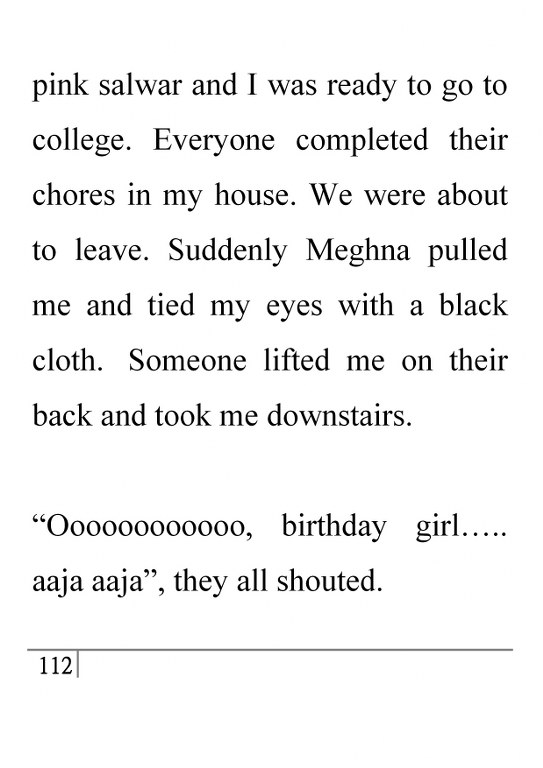 pink salwar and I was ready to go to
college. Everyone completed their
chores in my house. We were about
to leave. Suddenly Meghna pulled
me and tied my eyes with a black
cloth. Someone lifted me on their
back and took me downstairs.
“Oooooooooooo, birthday girl…..
aaja aaja”, they all shouted.
112